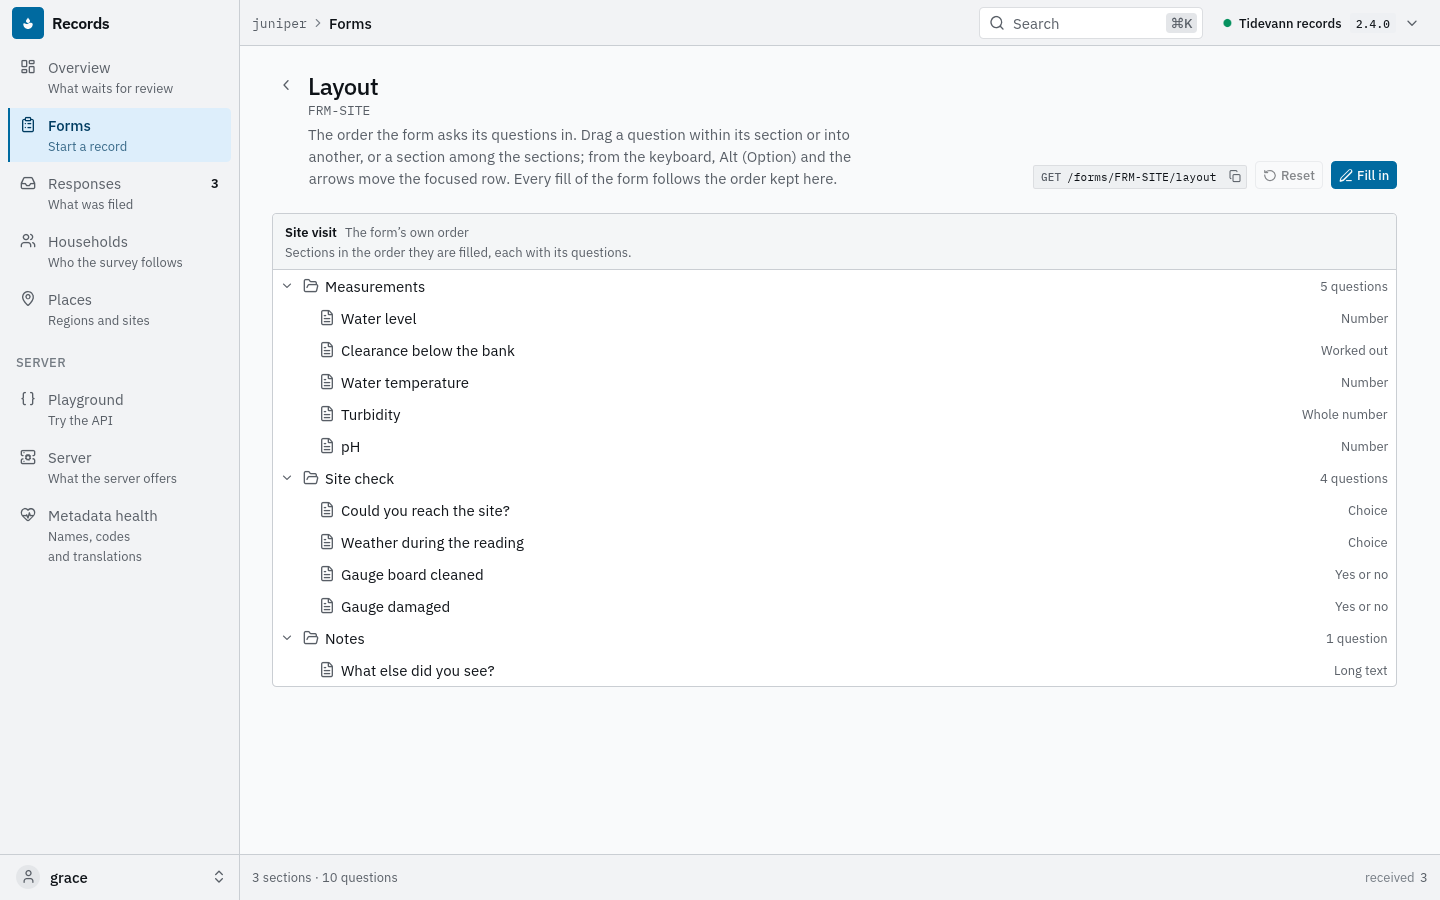 Records
Overview
What waits for review
Forms
Start a record
Responses
3
What was filed
Households
Who the survey follows
Places
Regions and sites
SERVER
Playground
Try the API
Server
What the server offers
Metadata health
Names, codes
and translations
grace
juniper > Forms
Search ⌘K
Tidevann records 2.4.0
Layout
FRM-SITE
The order the form asks its questions in. Drag a question within its section or into
another, or a section among the sections; from the keyboard, Alt (Option) and the
arrows move the focused row. Every fill of the form follows the order kept here.
GET /forms/FRM-SITE/layout
Reset
Fill in
Site visit The form’s own order
Sections in the order they are filled, each with its questions.
Measurements 5 questions
Water level Number
Clearance below the bank Worked out
Water temperature Number
Turbidity Whole number
pH Number
Site check 4 questions
Could you reach the site? Choice
Weather during the reading Choice
Gauge board cleaned Yes or no
Gauge damaged Yes or no
Notes 1 question
What else did you see? Long text
3 sections · 10 questions
received 3